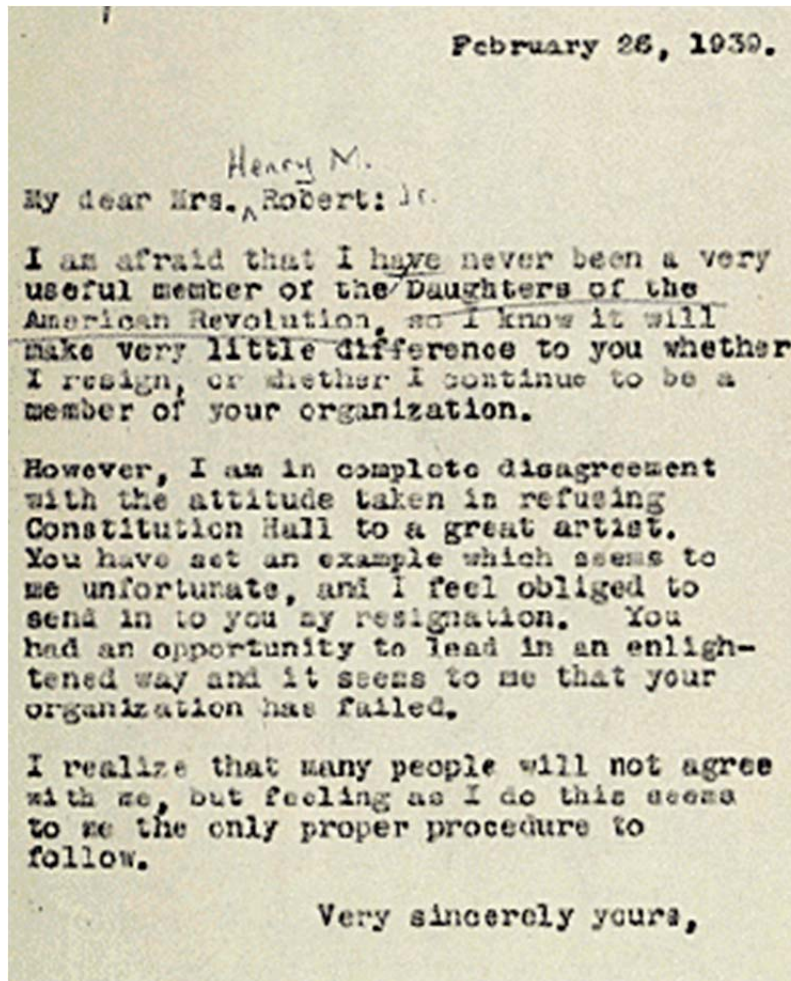 February 26, 1939.
Henry M.
My dear Mrs. ^ Robert: Jr.
I am afraid that I have never been a very
useful member of the Daughters of the
American Revolution, so I know it will
make very little difference to you whether
I resign, or whether I continue to be a
member of your organization.
However, I am in complete disagreement
with the attitude taken in refusing
Constitution Hall to a great artist.
You have set an example which seems to
me unfortunate, and I feel obliged to
send in to you my resignation. You
had an opportunity to lead in an enligh-
tened way and it seems to me that your
organization has failed.
I realize that many people will not agree
with me, but feeling as I do this seems
to me the only proper procedure to
follow.
Very sincerely yours,